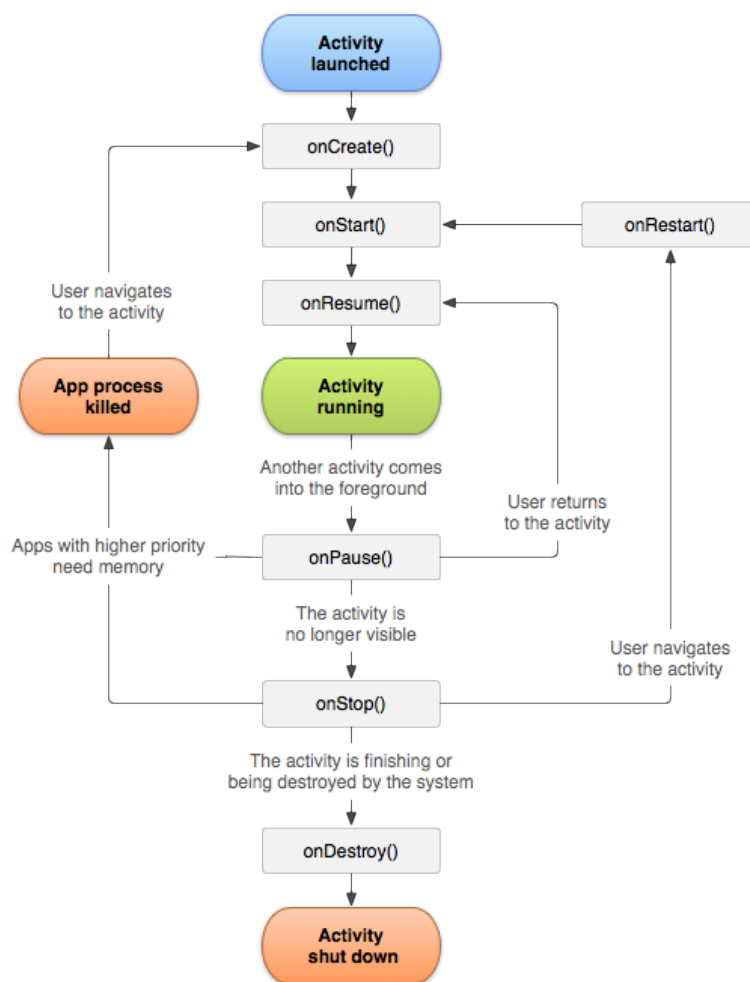 Activity
launched
onCreate()
onStart()
onRestart()
User navigates
to the activity
onResume()
App process
killed
Activity
running
Another activity comes
into the foreground
User returns
to the activity
Apps with higher priority
need memory
onPause()
The activity is
no longer visible
User navigates
to the activity
onStop()
The activity is finishing or
being destroyed by the system
onDestroy()
Activity
shut down